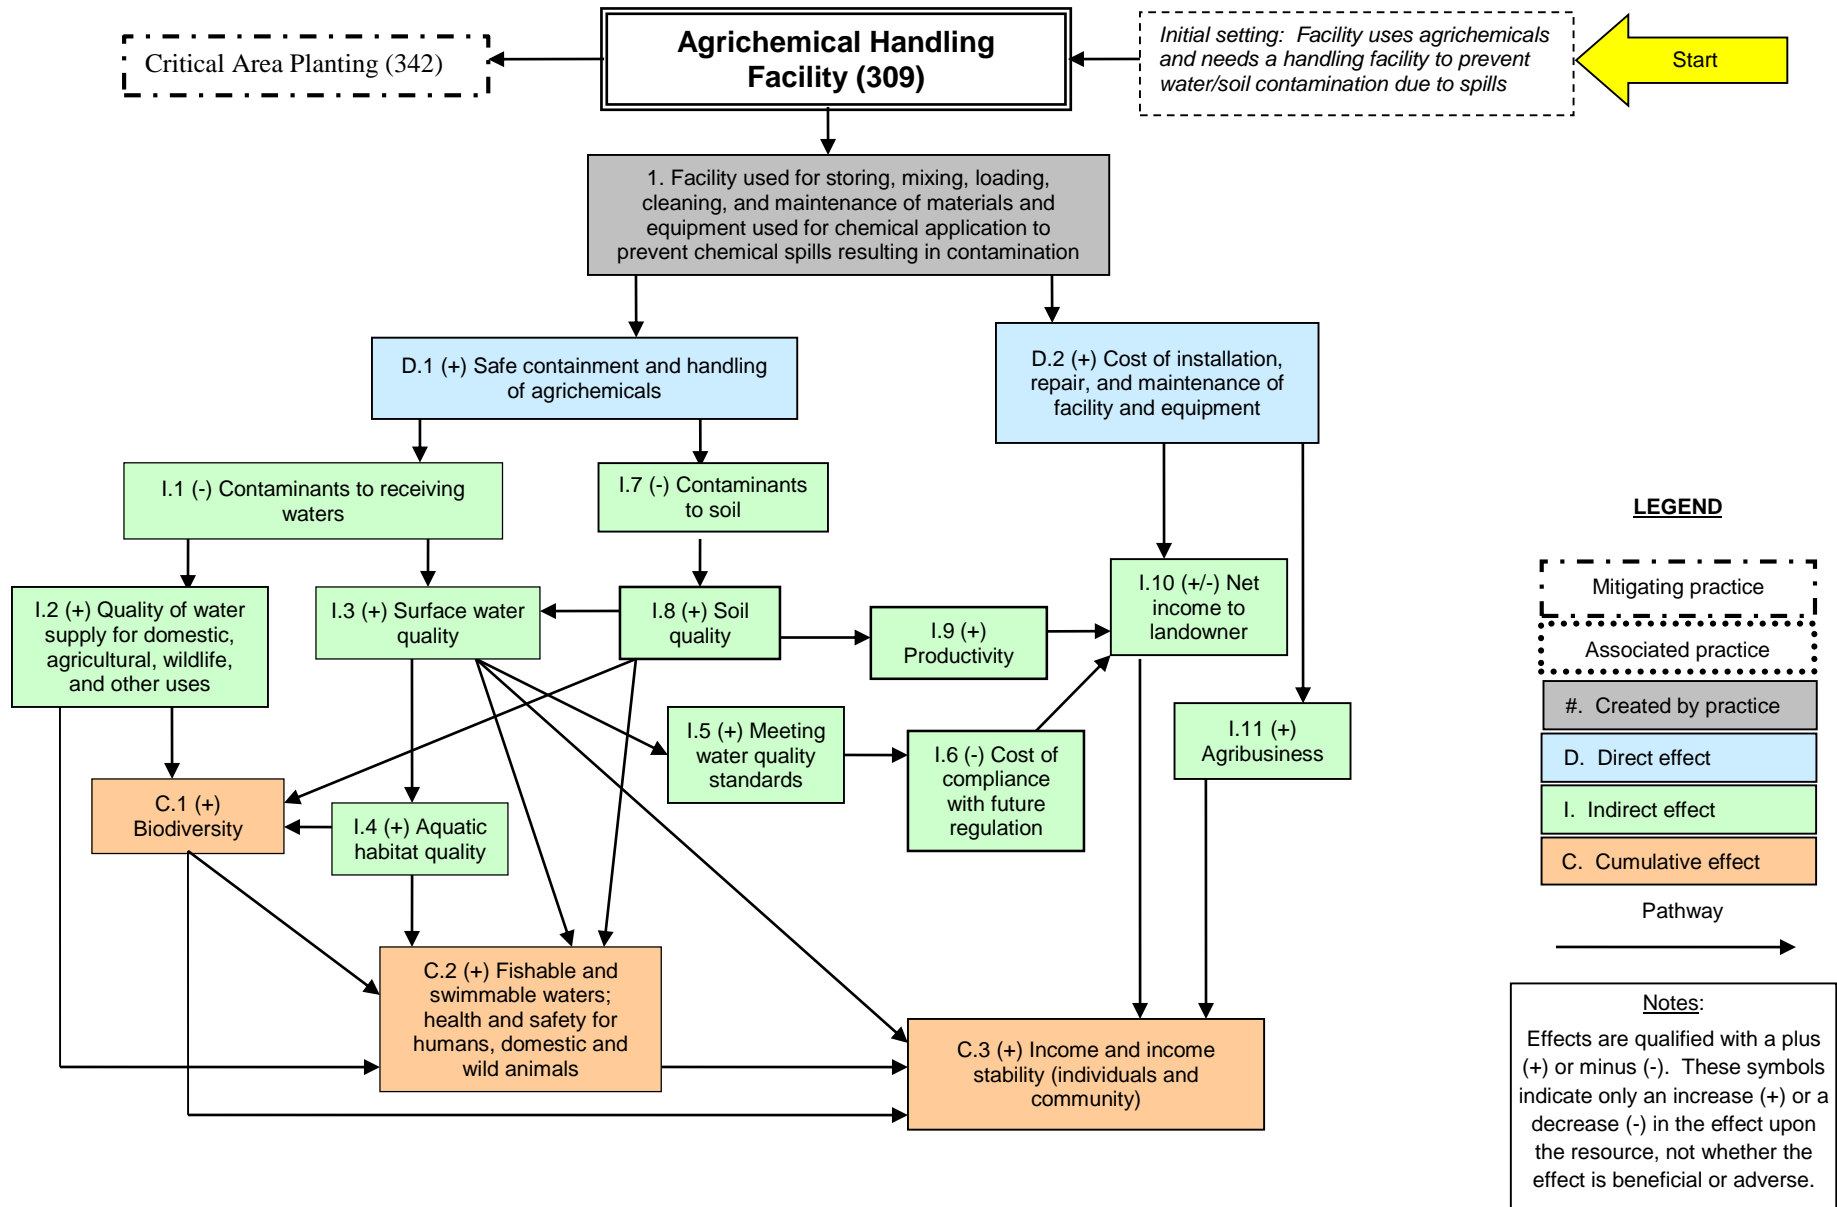 Critical Area Planting (342)
Agrichemical Handling
Facility (309)
Initial setting: Facility uses agrichemicals
and needs a handling facility to prevent
water/soil contamination due to spills
Start
1. Facility used for storing, mixing, loading,
cleaning, and maintenance of materials and
equipment used for chemical application to
prevent chemical spills resulting in contamination
D.1 (+) Safe containment and handling
of agrichemicals
D.2 (+) Cost of installation,
repair, and maintenance of
facility and equipment
I.1 (-) Contaminants to receiving
waters
I.7 (-) Contaminants
to soil
I.2 (+) Quality of water
supply for domestic,
agricultural, wildlife,
and other uses
I.3 (+) Surface water
quality
I.8 (+) Soil
quality
I.9 (+)
Productivity
I.10 (+/-) Net
income to
landowner
I.5 (+) Meeting
water quality
standards
I.6 (-) Cost of
compliance
with future
regulation
I.11 (+)
Agribusiness
C.1 (+)
Biodiversity
I.4 (+) Aquatic
habitat quality
C.2 (+) Fishable and
swimmable waters;
health and safety for
humans, domestic and
wild animals
C.3 (+) Income and income
stability (individuals and
community)
LEGEND
Mitigating practice
Associated practice
#. Created by practice
D. Direct effect
I. Indirect effect
C. Cumulative effect
Pathway
Notes:
Effects are qualified with a plus
(+) or minus (-). These symbols
indicate only an increase (+) or a
decrease (-) in the effect upon
the resource, not whether the
effect is beneficial or adverse.